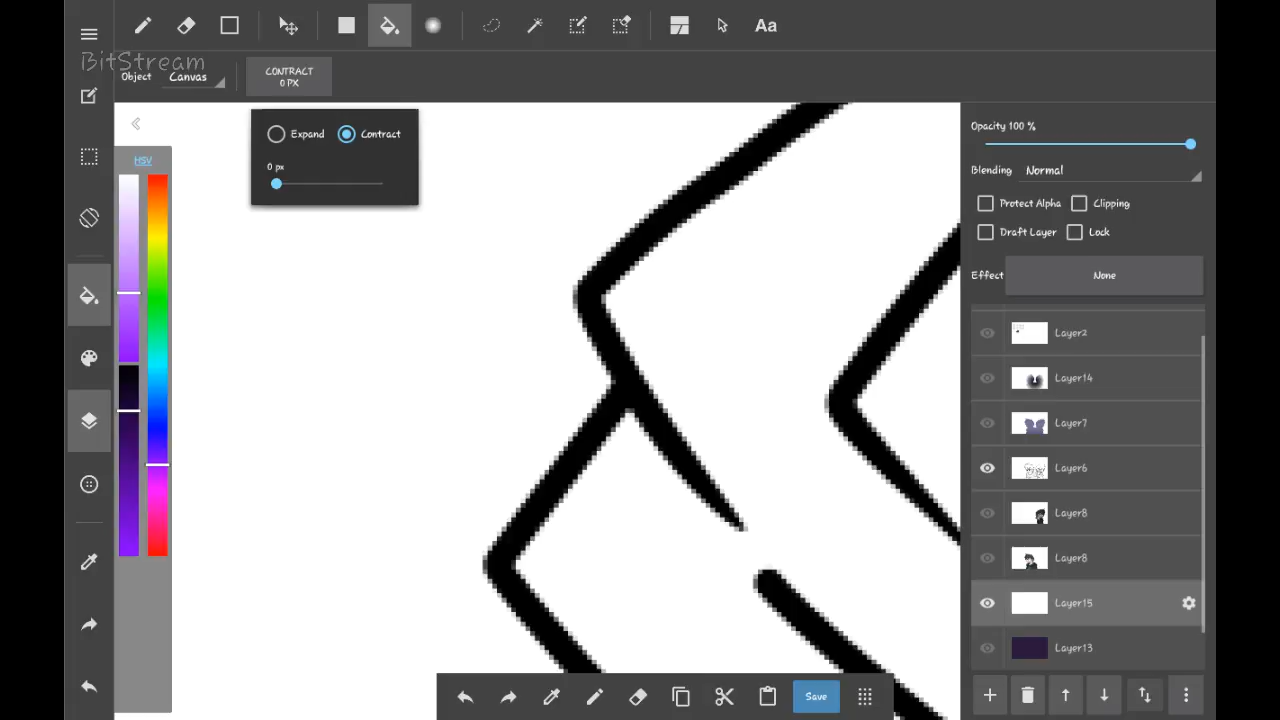 Aa
BitStream
Object Canvas
CONTRACT
0 PX
Expand Contract
0 px
HSV
Opacity 100 %
Blending Normal
Protect Alpha Clipping
Draft Layer Lock
Effect None
Layer2
Layer14
Layer7
Layer6
Layer8
Layer8
Layer15
Layer13
Save